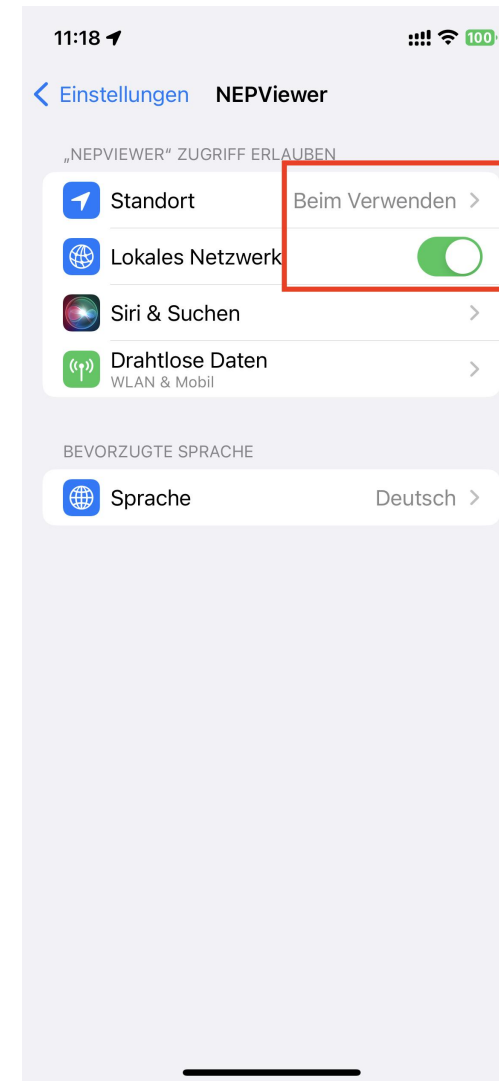 11:18
100
Einstellungen NEPViewer
„NEPVIEWER“ ZUGRIFF ERLAUBEN
Standort Beim Verwenden
Lokales Netzwerk
Siri & Suchen
Drahtlose Daten
WLAN & Mobil
BEVORZUGTE SPRACHE
Sprache Deutsch